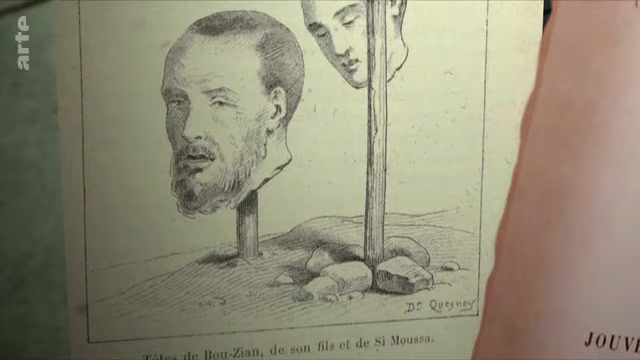 arte
Dr Quesnoy
Têtes de Bou-Zian, de son fils et de Si Moussa.
JOUV